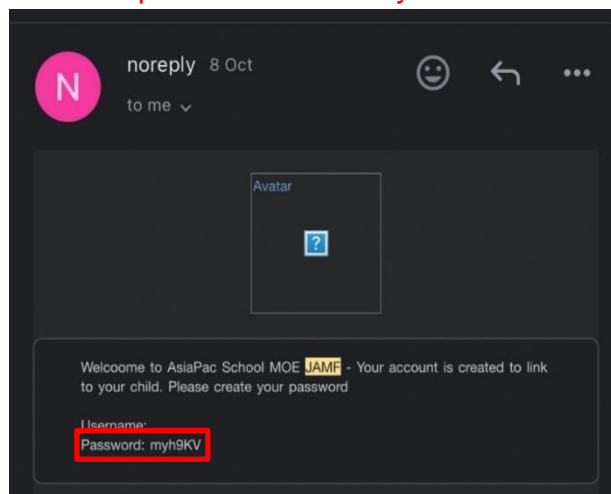 N
noreply 8 Oct
to me
Avatar
?
Welcoome to AsiaPac School MOE JAMF - Your account is created to link
to your child. Please create your password
Username:
Password: myh9KV